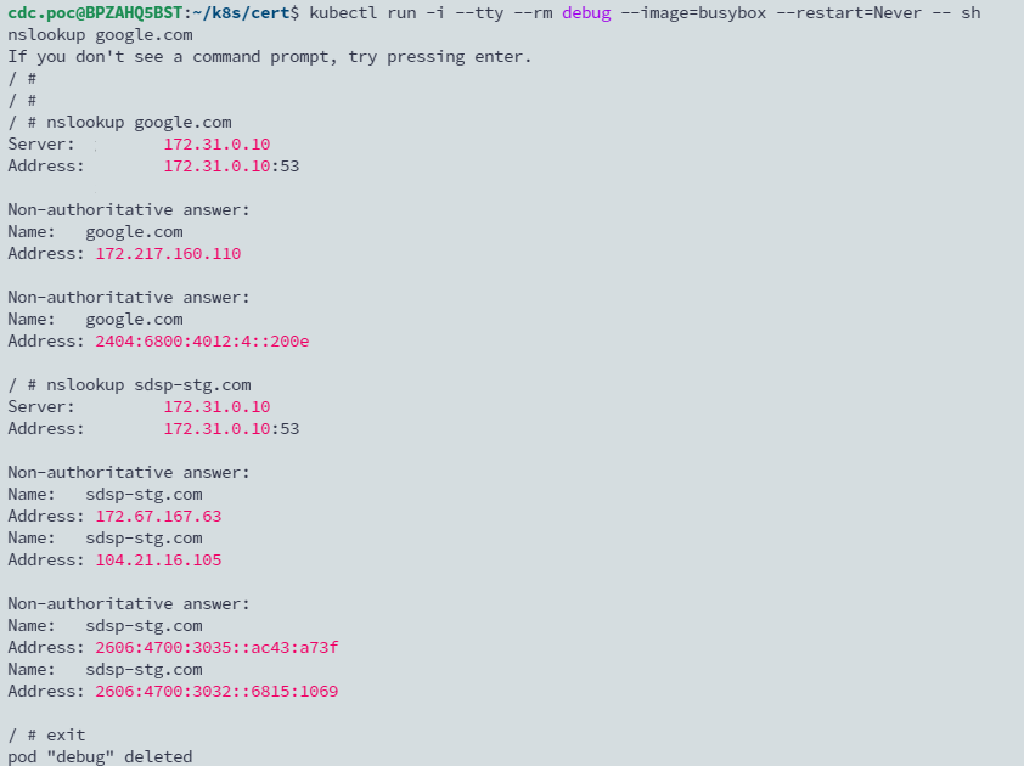 cdc.poc@BPZAHQ5BST:~/k8s/cert$ kubectl run -i --tty --rm debug --image=busybox --restart=Never -- sh
nslookup google.com
If you don't see a command prompt, try pressing enter.
/ #
/ #
/ # nslookup google.com
Server:         172.31.0.10
Address:        172.31.0.10:53

Non-authoritative answer:
Name:   google.com
Address: 172.217.160.110

Non-authoritative answer:
Name:   google.com
Address: 2404:6800:4012:4::200e

/ # nslookup sdsp-stg.com
Server:         172.31.0.10
Address:        172.31.0.10:53

Non-authoritative answer:
Name:   sdsp-stg.com
Address: 172.67.167.63
Name:   sdsp-stg.com
Address: 104.21.16.105

Non-authoritative answer:
Name:   sdsp-stg.com
Address: 2606:4700:3035::ac43:a73f
Name:   sdsp-stg.com
Address: 2606:4700:3032::6815:1069

/ # exit
pod "debug" deleted